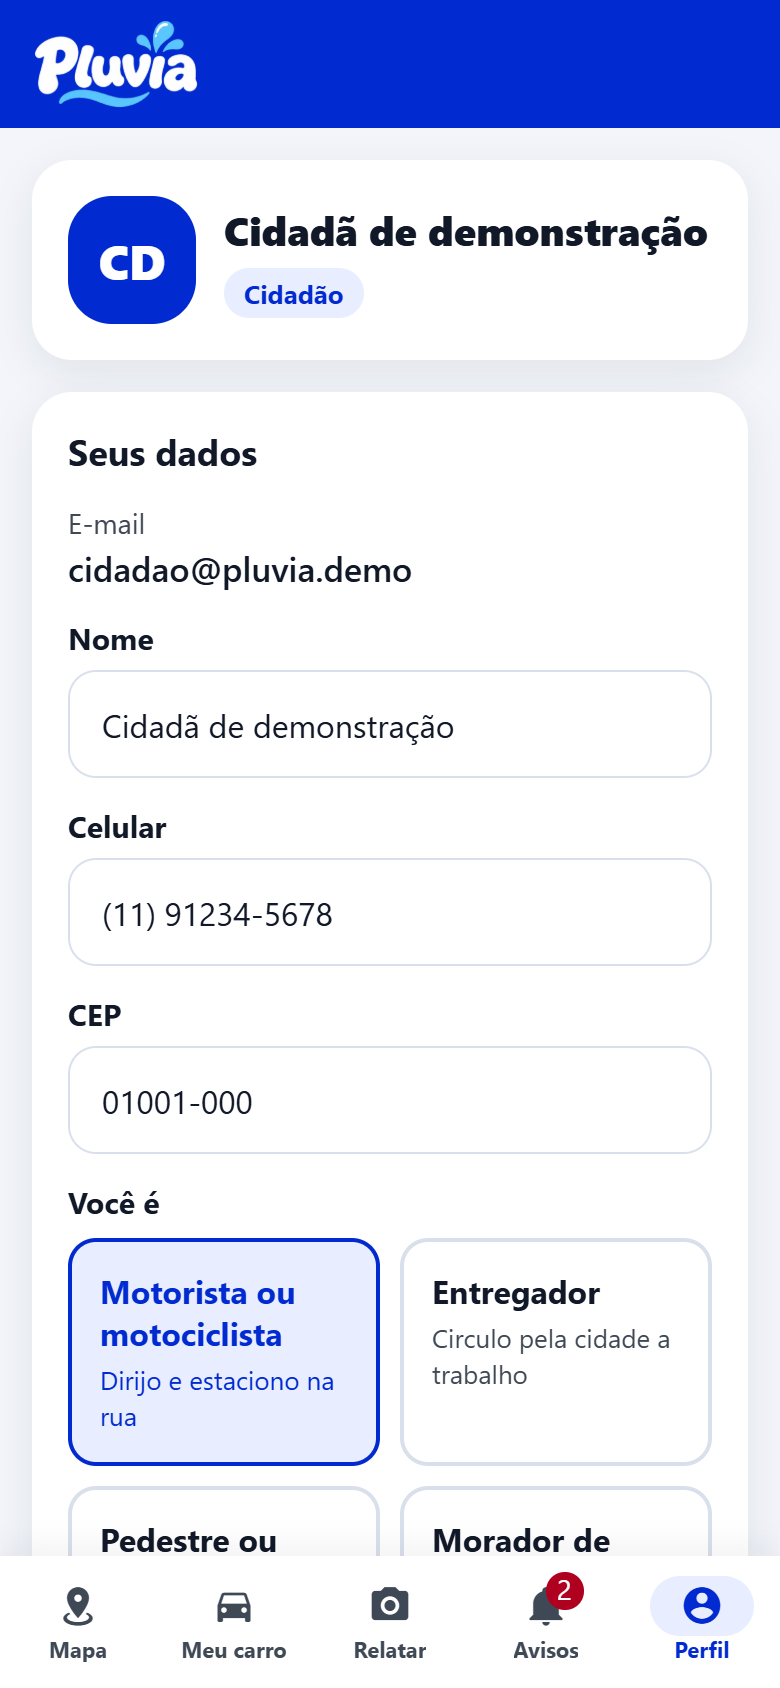 Pluvia
CD
Cidadã de demonstração
Cidadão
Seus dados
E-mail
cidadao@pluvia.demo
Nome
Cidadã de demonstração
Celular
(11) 91234-5678
CEP
01001-000
Você é
Motorista ou
motociclista
Dirijo e estaciono na
rua
Entregador
Circulo pela cidade a
trabalho
Pedestre ou
Morador de
2
Mapa
Meu carro
Relatar
Avisos
Perfil